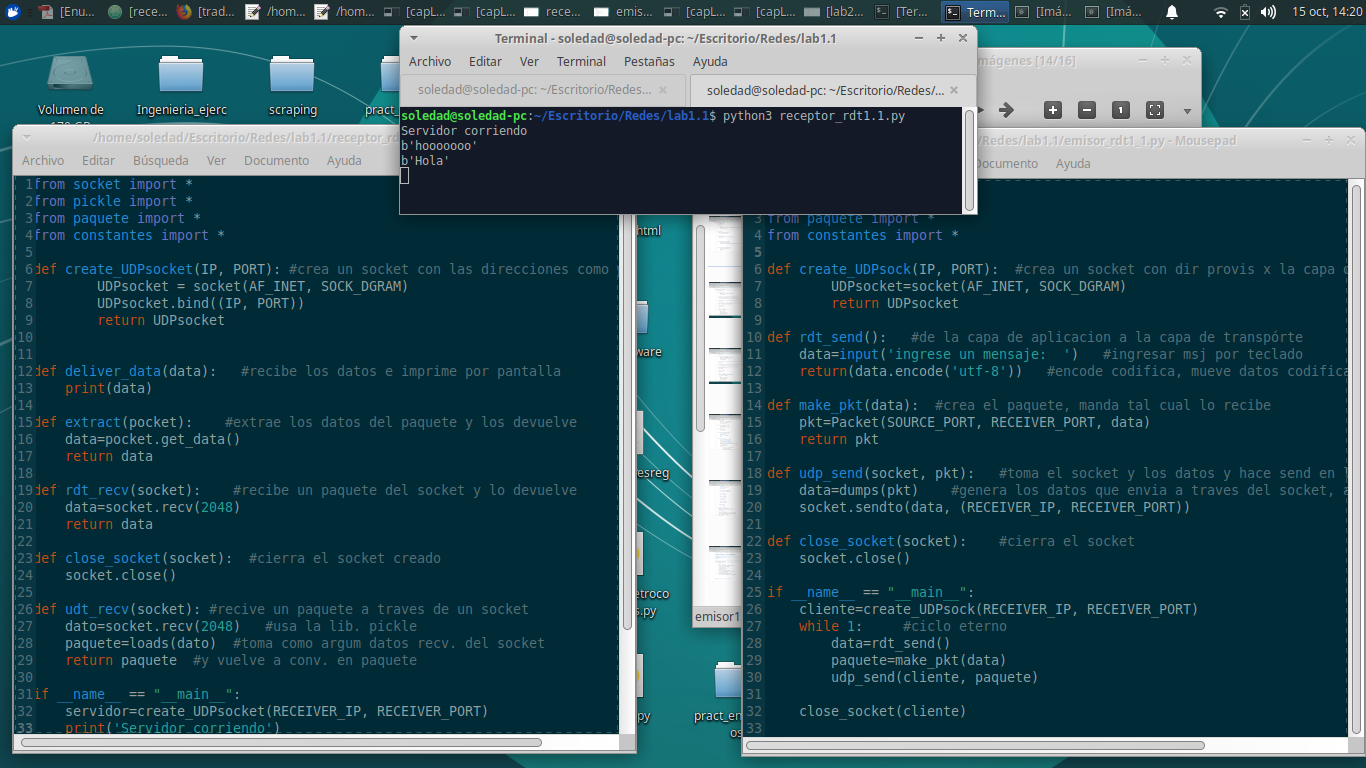 [Enu...
[rece...
[trad...
/hom...
/hom...
[capL...
[capL...
rece...
emis...
[capL...
[capL...
[lab2...
[Ter...
Term...
[Imá...
[Imá...
15 oct, 14:20
Volumen de
Ingenieria_ejerc
scraping
Terminal - soledad@soledad-pc: ~/Escritorio/Redes/lab1.1
Archivo Editar Ver Terminal Pestañas Ayuda
soledad@soledad-pc: ~/Escritorio/Redes...
soledad@soledad-pc: ~/Escritorio/Redes/...
soledad@soledad-pc:~/Escritorio/Redes/lab1.1$ python3 receptor_rdt1.1.py
Servidor corriendo
b'hooooooo'
b'Hola'
mágenes [14/16]
/home/soledad/Escritorio/Redes/lab1.1/receptor_rd
Archivo Editar Búsqueda Ver Documento Ayuda
1 from socket import *
2 from pickle import *
3 from paquete import *
4 from constantes import *
5
6 def create_UDPsocket(IP, PORT): #crea un socket con las direcciones como
7 UDPsocket = socket(AF_INET, SOCK_DGRAM)
8 UDPsocket.bind((IP, PORT))
9 return UDPsocket
10
11
12 def deliver_data(data): #recibe los datos e imprime por pantalla
13 print(data)
14
15 def extract(pocket): #extrae los datos del paquete y los devuelve
16 data=pocket.get_data()
17 return data
18
19 def rdt_recv(socket): #recibe un paquete del socket y lo devuelve
20 data=socket.recv(2048)
21 return data
22
23 def close_socket(socket): #cierra el socket creado
24 socket.close()
25
26 def udt_recv(socket): #recive un paquete a traves de un socket
27 dato=socket.recv(2048) #usa la lib. pickle
28 paquete=loads(dato) #toma como argum datos recv. del socket
29 return paquete #y vuelve a conv. en paquete
30
31 if __name__ == "__main__":
32 servidor=create_UDPsocket(RECEIVER_IP, RECEIVER_PORT)
33 print('Servidor corriendo')
html
ware
esreg
etroco
s.py
.py
emisor1
pract_en
os
Redes/lab1.1/emisor_rdt1_1.py - Mousepad
Documento Ayuda
3 from paquete import *
4 from constantes import *
5
6 def create_UDPsock(IP, PORT): #crea un socket con dir provis x la capa d
7 UDPsocket=socket(AF_INET, SOCK_DGRAM)
8 return UDPsocket
9
10 def rdt_send(): #de la capa de aplicacion a la capa de transpórte
11 data=input('ingrese un mensaje: ') #ingresar msj por teclado
12 return(data.encode('utf-8')) #encode codifica, mueve datos codifica
13
14 def make_pkt(data): #crea el paquete, manda tal cual lo recibe
15 pkt=Packet(SOURCE_PORT, RECEIVER_PORT, data)
16 return pkt
17
18 def udp_send(socket, pkt): #toma el socket y los datos y hace send en l
19 data=dumps(pkt) #genera los datos que envia a traves del socket, a
20 socket.sendto(data, (RECEIVER_IP, RECEIVER_PORT))
21
22 def close_socket(socket): #cierra el socket
23 socket.close()
24
25 if __name__ == "__main__":
26 cliente=create_UDPsock(RECEIVER_IP, RECEIVER_PORT)
27 while 1: #ciclo eterno
28 data=rdt_send()
29 paquete=make_pkt(data)
30 udp_send(cliente, paquete)
31
32 close_socket(cliente)
33